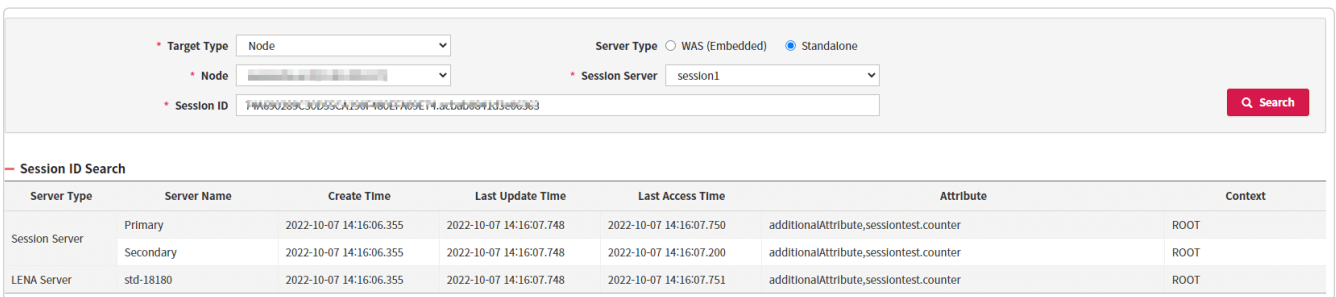 * Target Type Node Server Type WAS (Embedded) Standalone
* Node * Session Server session1
* Session ID
Search
Session ID Search
Server Type Server Name Create Time Last Update Time Last Access Time Attribute Context
Session Server Primary 2022-10-07 14:16:06.355 2022-10-07 14:16:07.748 2022-10-07 14:16:07.750 additionalAttribute,sessiontest.counter ROOT
Secondary 2022-10-07 14:16:06.355 2022-10-07 14:16:07.748 2022-10-07 14:16:07.200 additionalAttribute,sessiontest.counter ROOT
LENA Server std-18180 2022-10-07 14:16:06.355 2022-10-07 14:16:07.748 2022-10-07 14:16:07.751 additionalAttribute,sessiontest.counter ROOT